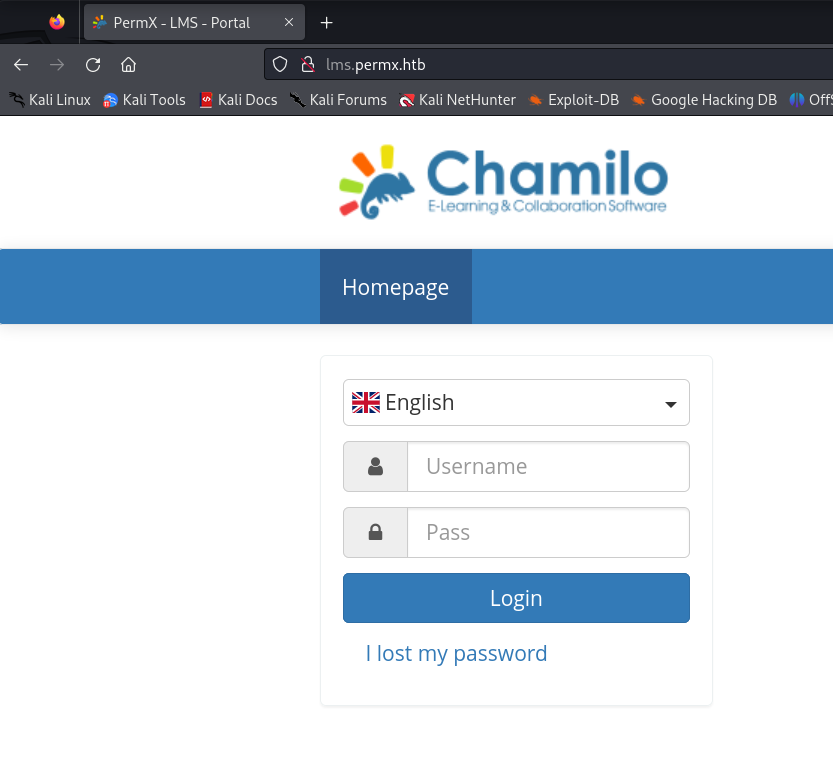 PermX - LMS - Portal
lms.permx.htb
Kali Linux Kali Tools Kali Docs Kali Forums Kali NetHunter Exploit-DB Google Hacking DB OffS
Chamilo
E-Learning & Collaboration Software
Homepage
English
Username
Pass
Login
I lost my password